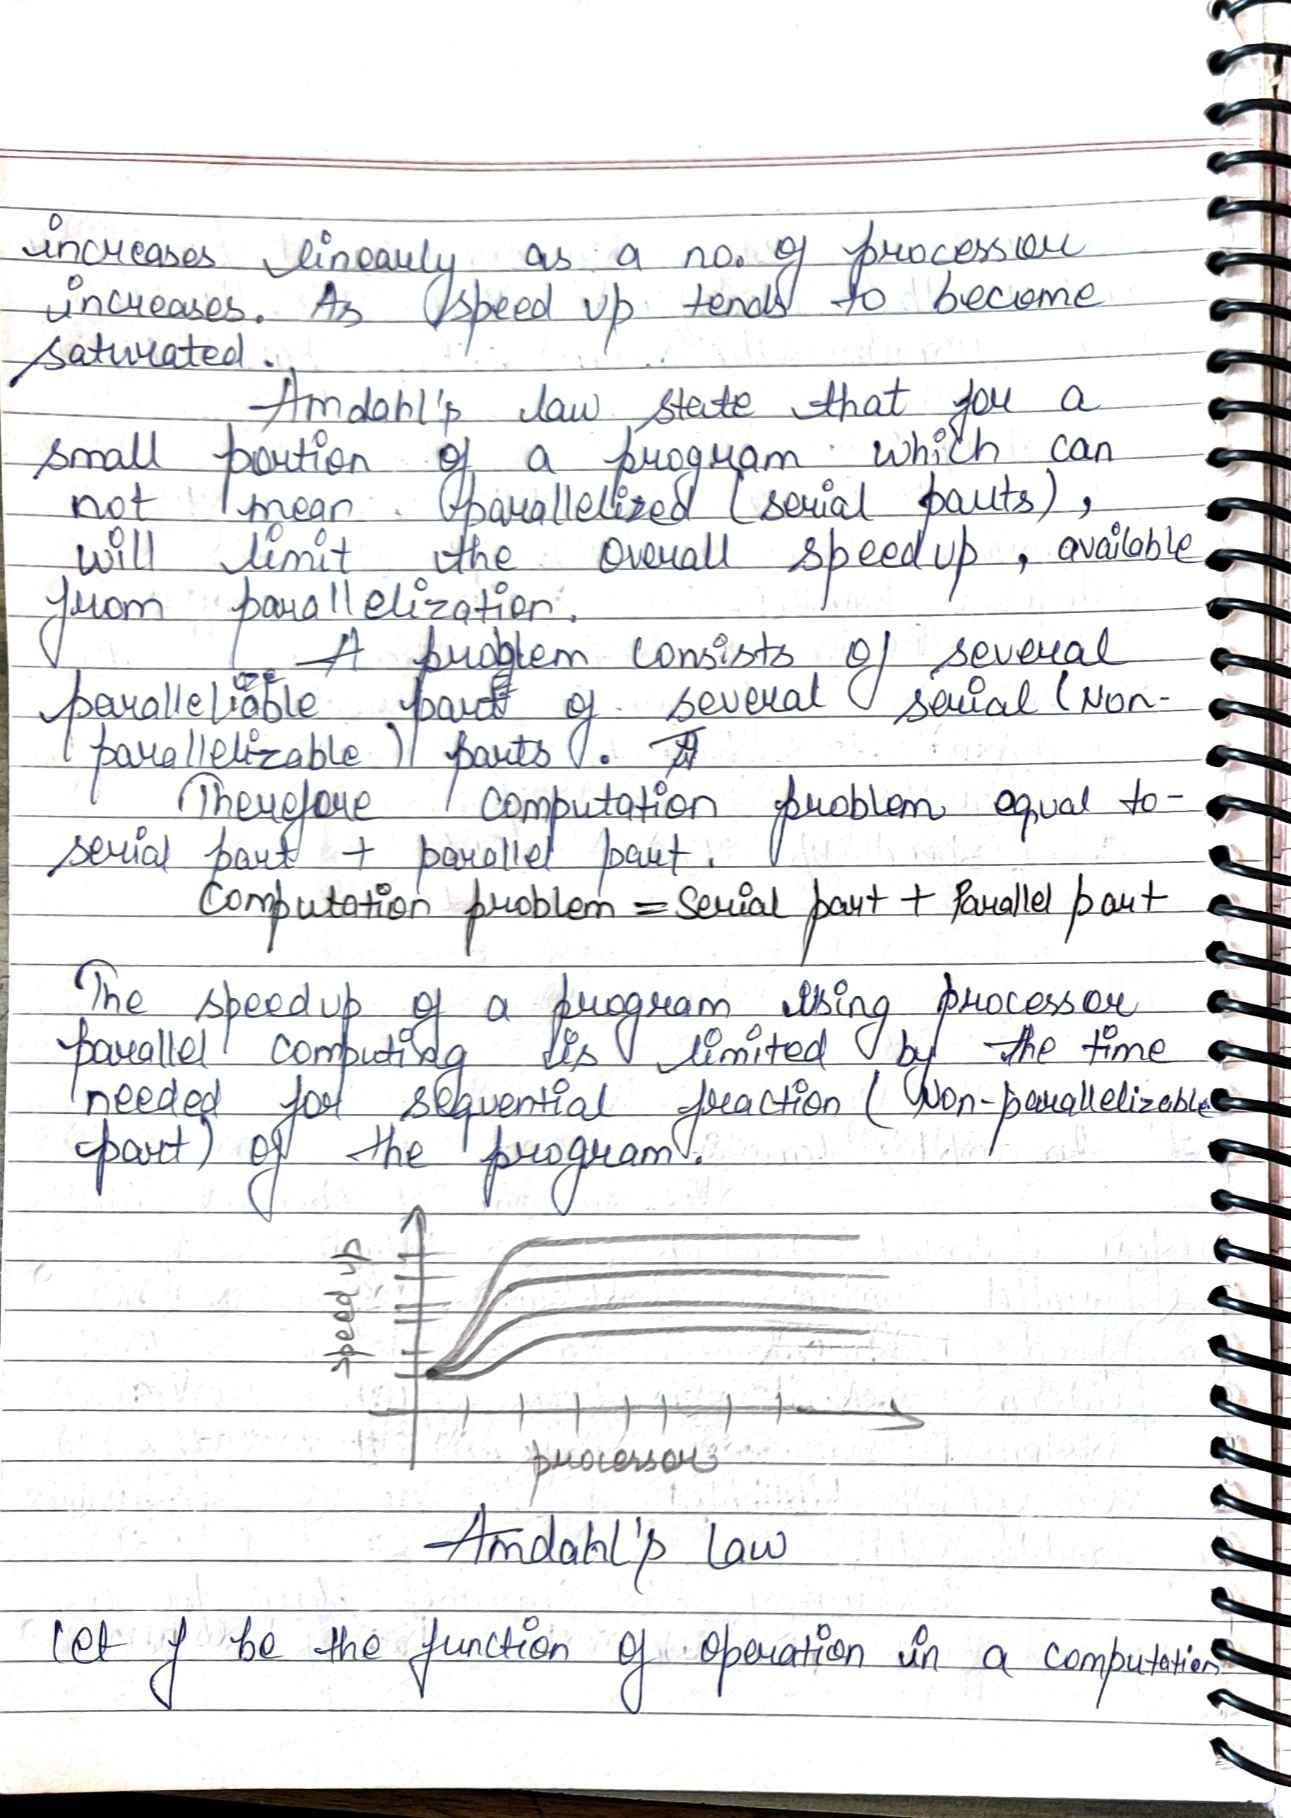 increases linearly as a no. of processor
increases. As speed up tends to become
saturated.
Amdahl's law state that for a
small portion of a program which can
not mean parallelized (serial parts),
will limit the overall speedup, available
from parallelization.
A problem consists of several
parallelizable part of several serial (Non-
parallelizable) parts.
Therefore computation problem equal to-
serial part + parallel part.
Computation problem = Serial part + Parallel part
The speedup of a program using processor
parallel computing is limited by the time
needed for sequential fraction (Non-parallelizable
part) of the program.
speed up
processors
Amdahl's law
let f be the function of operation in a computation